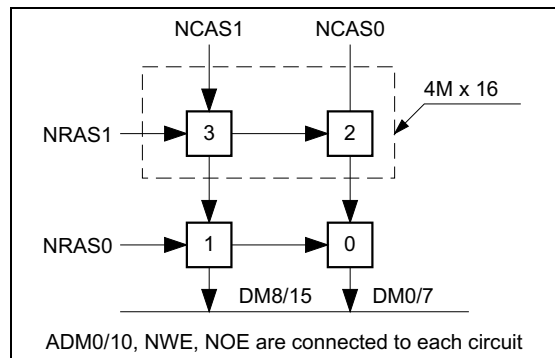 NCAS1 NCAS0
4M x 16
NRAS1 3 2
NRAS0 1 0
DM8/15 DM0/7
ADM0/10, NWE, NOE are connected to each circuit